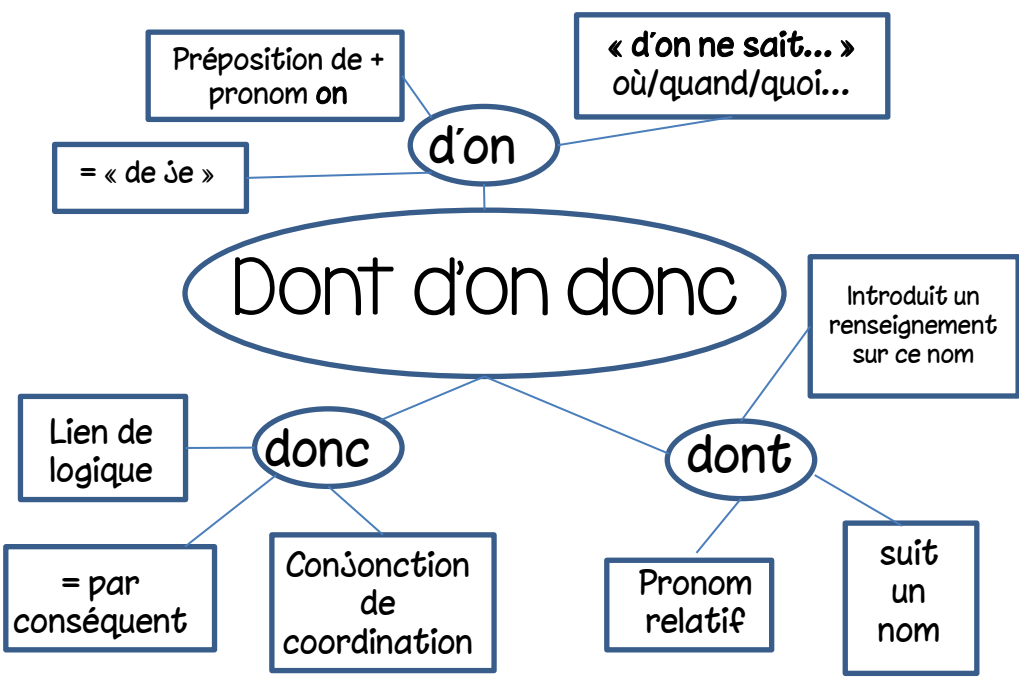 Préposition de +
pronom on
« d'on ne sait... »
où/quand/quoi...
d'on
= « de je »
Dont d'on donc
Introduit un
renseignement
sur ce nom
Lien de
logique
donc
dont
= par
conséquent
Conjonction
de
coordination
Pronom
relatif
suit
un
nom